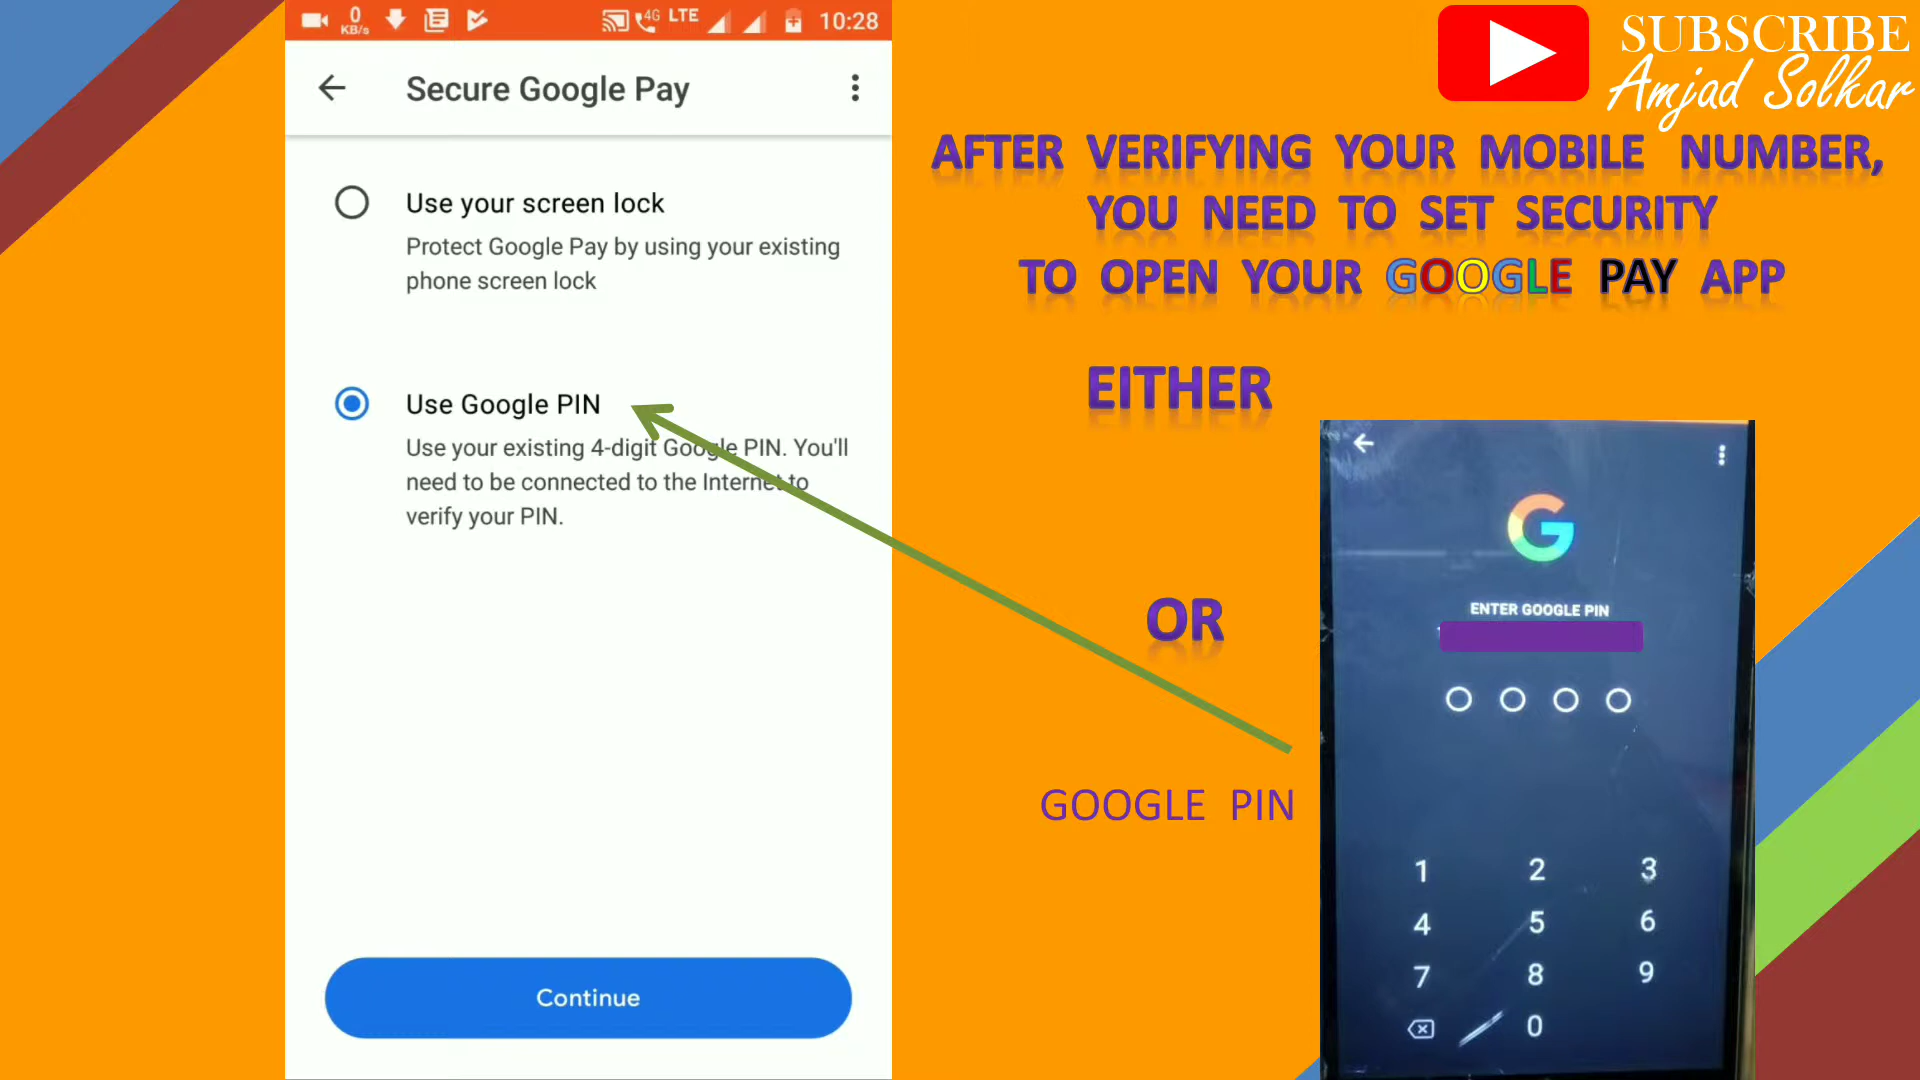 0
KB/s
4G LTE
10:28
Secure Google Pay
Use your screen lock
Protect Google Pay by using your existing
phone screen lock
Use Google PIN
Use your existing 4-digit Google PIN. You'll
need to be connected to the Internet to
verify your PIN.
Continue
SUBSCRIBE
Amjad Solkar
AFTER VERIFYING YOUR MOBILE NUMBER,
YOU NEED TO SET SECURITY
TO OPEN YOUR GOOGLE PAY APP
EITHER
OR
GOOGLE PIN
G
ENTER GOOGLE PIN
1 2 3
4 5 6
7 8 9
0